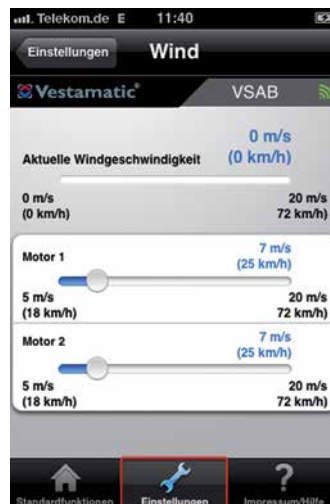 Telekom.de E 11:40
Einstellungen Wind
Vestamatic® VSAB
0 m/s
Aktuelle Windgeschwindigkeit (0 km/h)
0 m/s 20 m/s
(0 km/h) 72 km/h)
Motor 1 7 m/s
(25 km/h)
5 m/s 20 m/s
(18 km/h) 72 km/h)
Motor 2 7 m/s
(25 km/h)
5 m/s 20 m/s
(18 km/h) 72 km/h)
Standardfunktionen Einstellungen Impressum/Hilfe